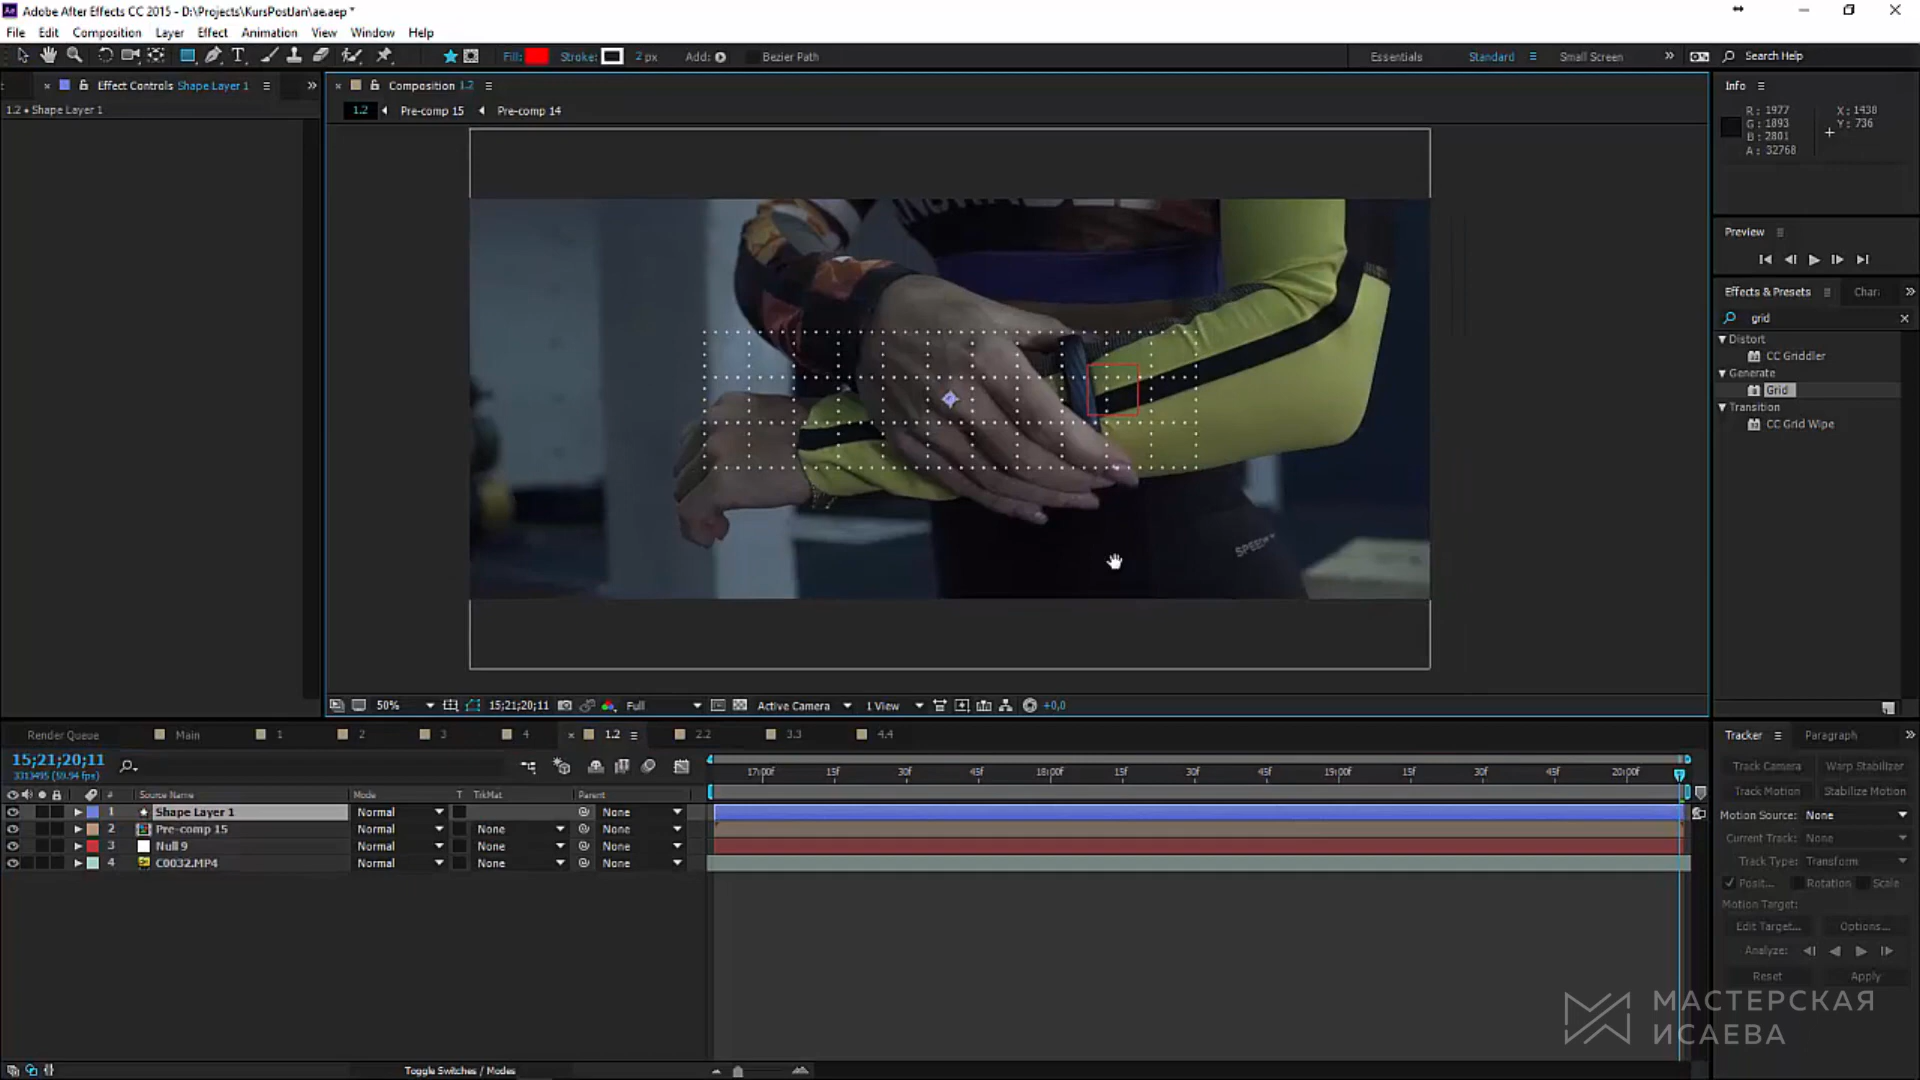 Adobe After Effects CC 2015 - D:\Projects\KursPostJan\ae.aep *
File Edit Composition Layer Effect Animation View Window Help
Fill: Stroke: 2 px Add: Bezier Path Essentials Standard Small Screen Search Help
Effect Controls Shape Layer 1
1.2 • Shape Layer 1
Composition 1.2
1.2 Pre-comp 15 Pre-comp 14
SPEEDY
50% 15;21;20;11 Full Active Camera 1 View +0,0
Info
R: 1977 X: 1438
G: 1893 Y: 736
B: 2801
A: 32768
Preview
Effects & Presets Char
grid
Distort
CC Griddler
Generate
Grid
Transition
CC Grid Wipe
Render Queue Main 1 2 3 4 1.2 2.2 3.3 4.4
15;21;20;11
3313495 (59.94 fps)
17:00f 15f 30f 45f 18:00f 15f 30f 45f 19:00f 15f 30f 45f 20:00f
# Source Name Mode T TrkMat Parent
1 Shape Layer 1 Normal None
2 Pre-comp 15 Normal None None
3 Null 9 Normal None None
4 C0032.MP4 Normal None None
Toggle Switches / Modes
Tracker Paragraph
Track Camera Warp Stabilizer
Track Motion Stabilize Motion
Motion Source: None
Current Track: None
Track Type: Transform
Posit... Rotation Scale
Motion Target:
Edit Target... Options...
Analyze:
Reset Apply
МАСТЕРСКАЯ
ИСАЕВА